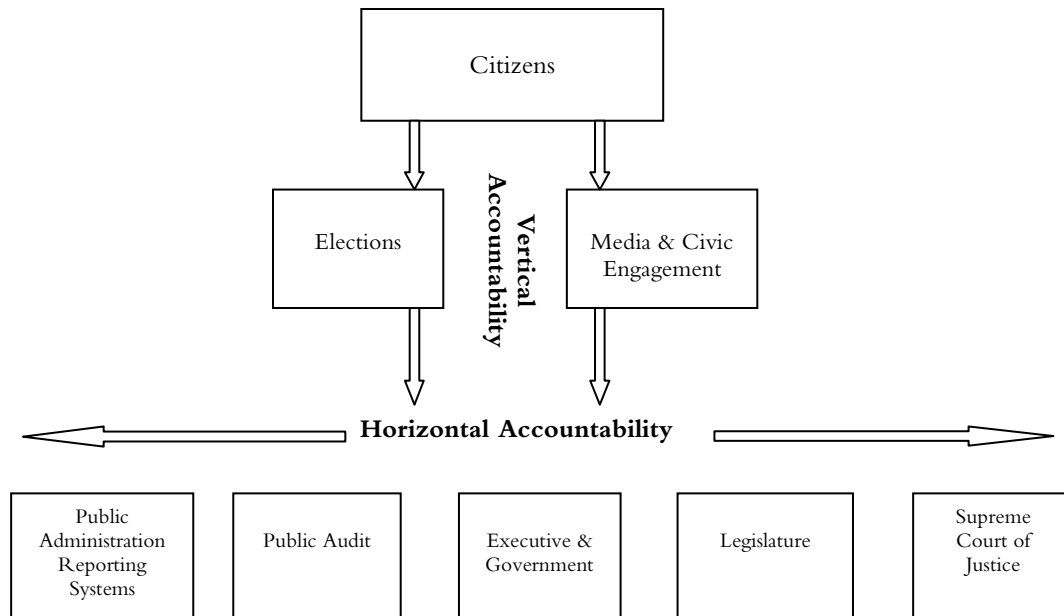 Citizens
Vertical
Accountability
Elections
Media & Civic
Engagement
Horizontal Accountability
Public
Administration
Reporting
Systems
Public Audit
Executive &
Government
Legislature
Supreme
Court of
Justice